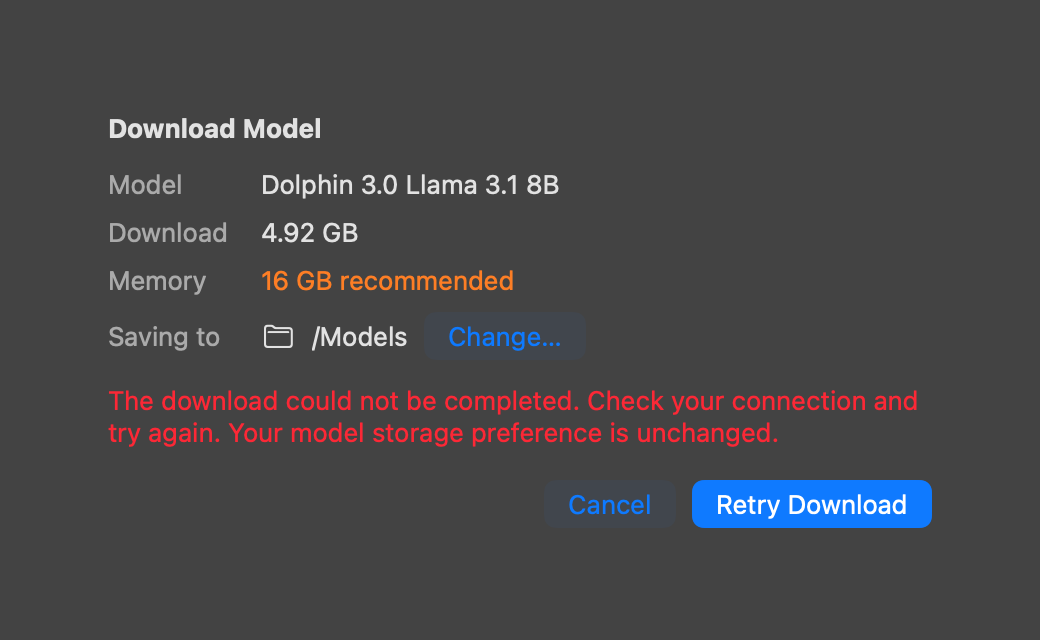 Download Model
Model Dolphin 3.0 Llama 3.1 8B
Download 4.92 GB
Memory 16 GB recommended
Saving to /Models Change...
The download could not be completed. Check your connection and
try again. Your model storage preference is unchanged.
Cancel Retry Download